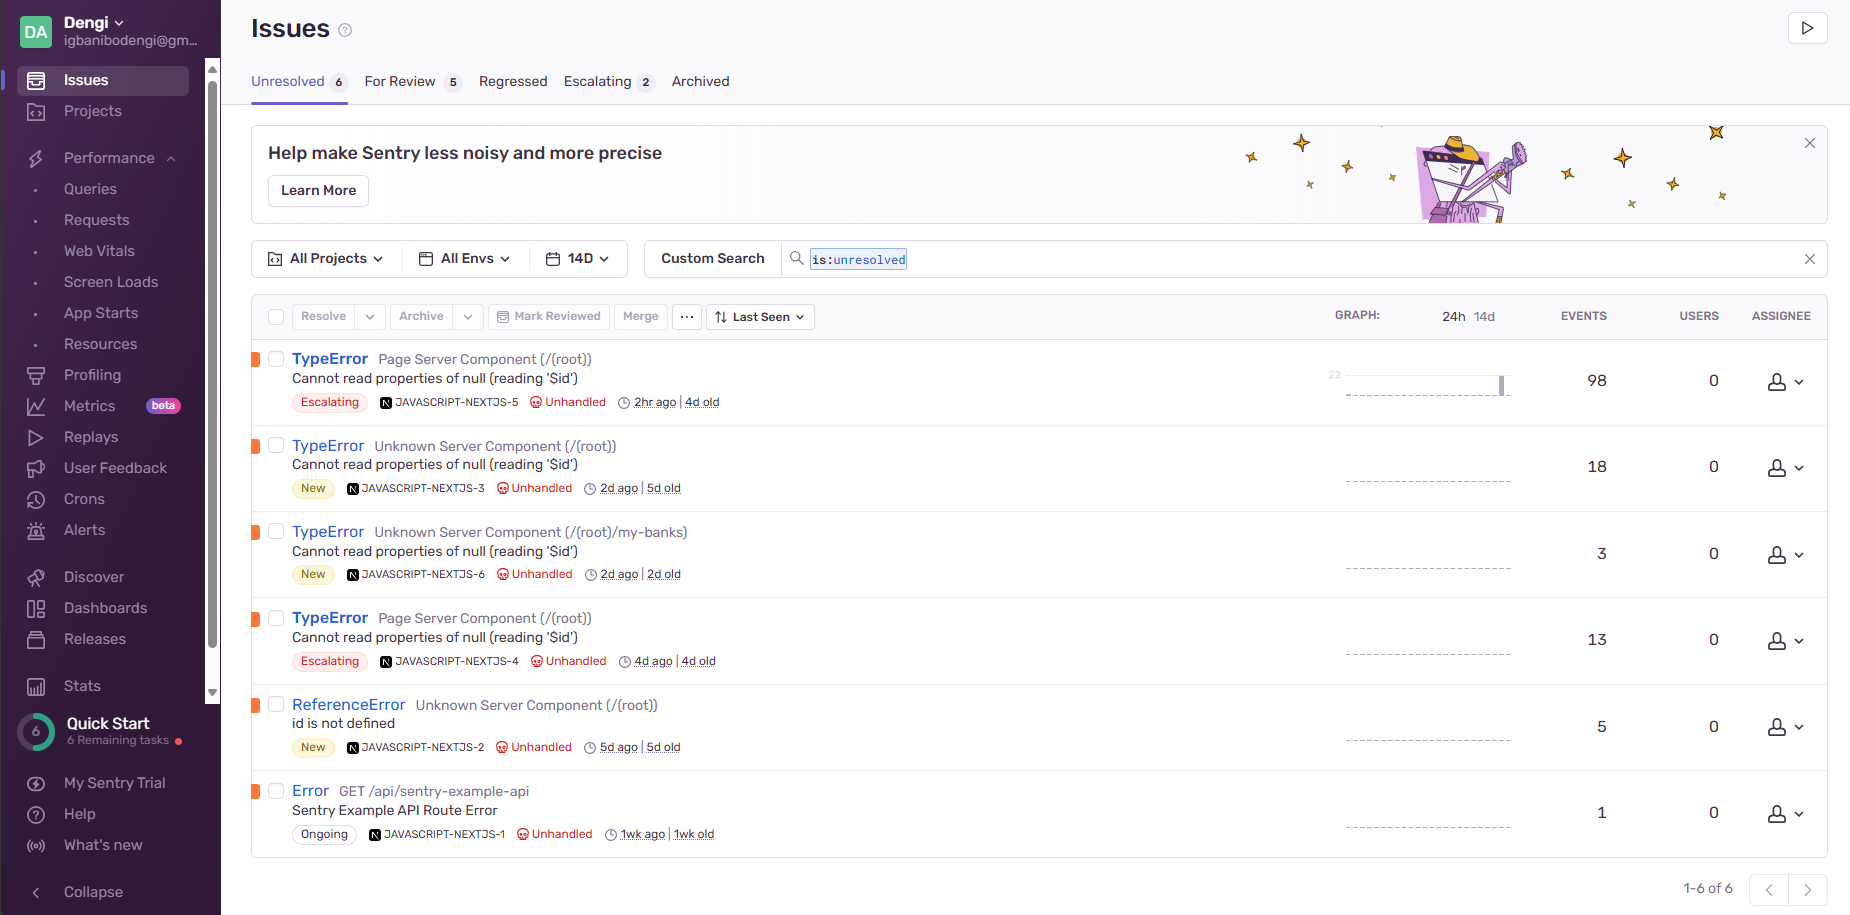 DA
Dengi
igbanibodengi@gm...
Issues
Projects
Performance
Queries
Requests
Web Vitals
Screen Loads
App Starts
Resources
Profiling
Metrics beta
Replays
User Feedback
Crons
Alerts
Discover
Dashboards
Releases
Stats
6
Quick Start
6 Remaining tasks
My Sentry Trial
Help
What's new
Collapse
Issues ?
Unresolved 6 For Review 5 Regressed Escalating 2 Archived
Help make Sentry less noisy and more precise
Learn More
All Projects All Envs 14D Custom Search is:unresolved
Resolve Archive Mark Reviewed Merge ... Last Seen GRAPH: 24h 14d EVENTS USERS ASSIGNEE
TypeError Page Server Component (/(root))
Cannot read properties of null (reading '$id')
Escalating N JAVASCRIPT-NEXTJS-5 Unhandled 2hr ago | 4d old
22
98 0
TypeError Unknown Server Component (/(root))
Cannot read properties of null (reading '$id')
New N JAVASCRIPT-NEXTJS-3 Unhandled 2d ago | 5d old
18 0
TypeError Unknown Server Component (/(root)/my-banks)
Cannot read properties of null (reading '$id')
New N JAVASCRIPT-NEXTJS-6 Unhandled 2d ago | 2d old
3 0
TypeError Page Server Component (/(root))
Cannot read properties of null (reading '$id')
Escalating N JAVASCRIPT-NEXTJS-4 Unhandled 4d ago | 4d old
13 0
ReferenceError Unknown Server Component (/(root))
id is not defined
New N JAVASCRIPT-NEXTJS-2 Unhandled 5d ago | 5d old
5 0
Error GET /api/sentry-example-api
Sentry Example API Route Error
Ongoing N JAVASCRIPT-NEXTJS-1 Unhandled 1wk ago | 1wk old
1 0
1-6 of 6